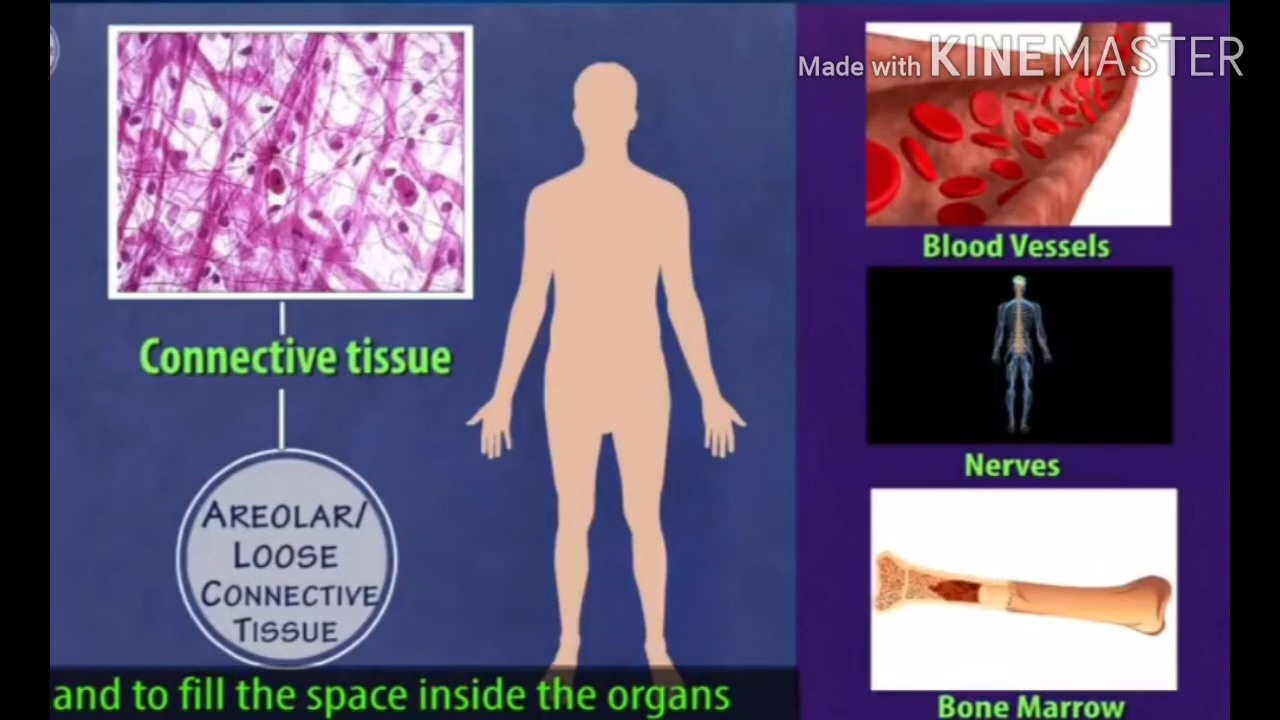 Made with KINEMASTER
Blood Vessels
Connective tissue
Nerves
AREOLAR/
LOOSE
CONNECTIVE
TISSUE
and to fill the space inside the organs
Bone Marrow